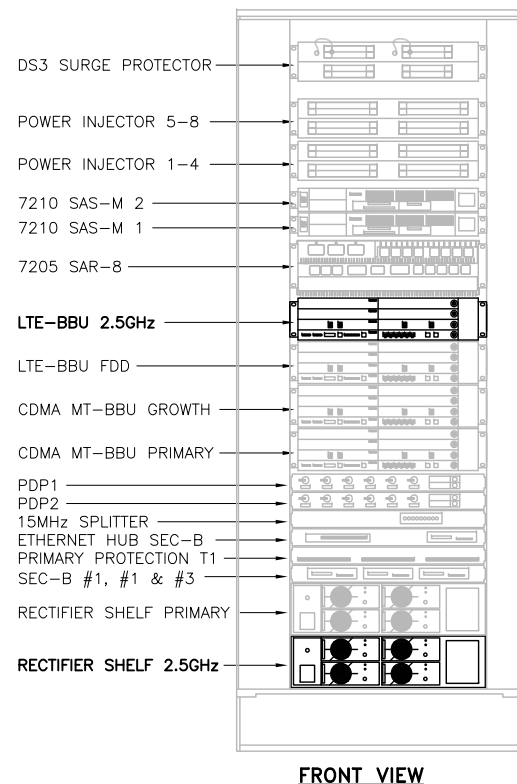 DS3 SURGE PROTECTOR
POWER INJECTOR 5-8
POWER INJECTOR 1-4
7210 SAS-M 2
7210 SAS-M 1
7205 SAR-8
LTE-BBU 2.5GHz
LTE-BBU FDD
CDMA MT-BBU GROWTH
CDMA MT-BBU PRIMARY
PDP1
PDP2
15MHz SPLITTER
ETHERNET HUB SEC-B
PRIMARY PROTECTION T1
SEC-B #1, #1 & #3
RECTIFIER SHELF PRIMARY
RECTIFIER SHELF 2.5GHz
FRONT VIEW